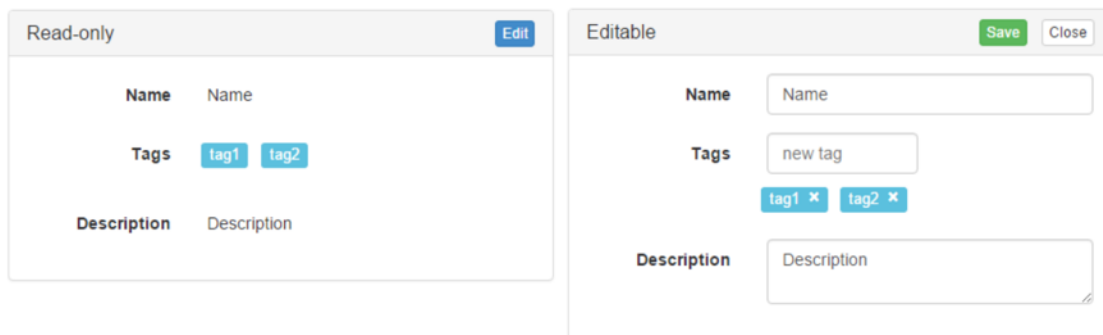 Read-only Edit
Name Name
Tags tag1 tag2
Description Description
Editable Save Close
Name Name
Tags new tag
tag1 × tag2 ×
Description Description